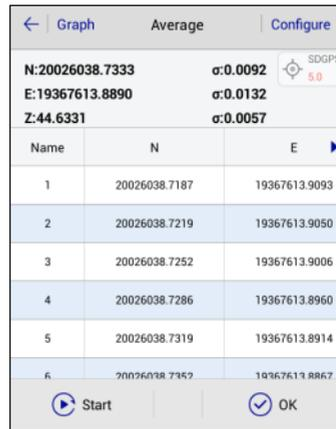 ← Graph Average Configure
N:20026038.7333 σ:0.0092 SDGPS
E:19367613.8890 σ:0.0132 5.0
Z:44.6331 σ:0.0057
Name N E
1 20026038.7187 19367613.9093
2 20026038.7219 19367613.9050
3 20026038.7252 19367613.9006
4 20026038.7286 19367613.8960
5 20026038.7319 19367613.8914
6 20026038.7352 19367613.8867
Start OK